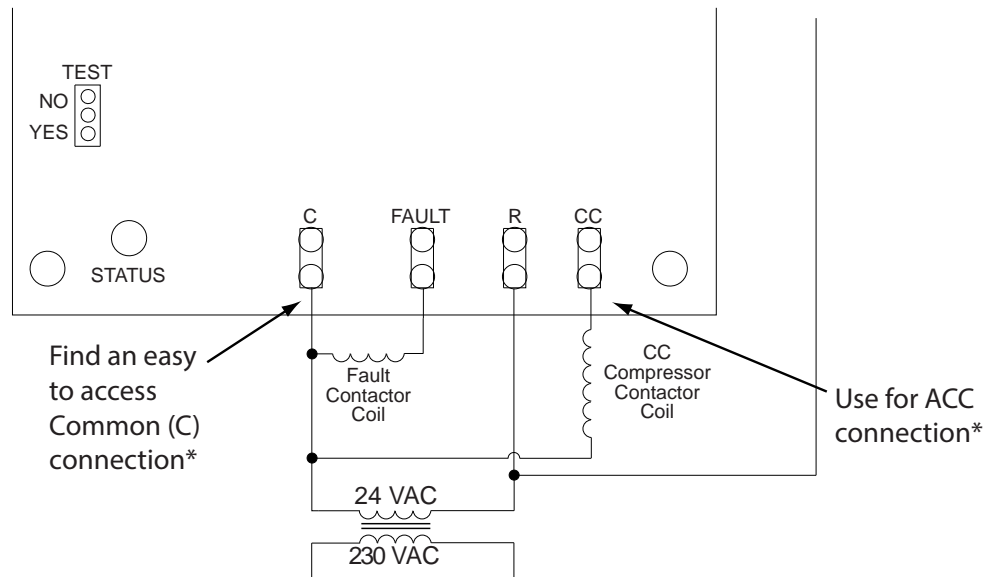 TEST
NO
YES
C
FAULT
R
CC
STATUS
Find an easy
to access
Common (C)
connection*
Fault
Contactor
Coil
CC
Compressor
Contactor
Coil
Use for ACC
connection*
24 VAC
230 VAC